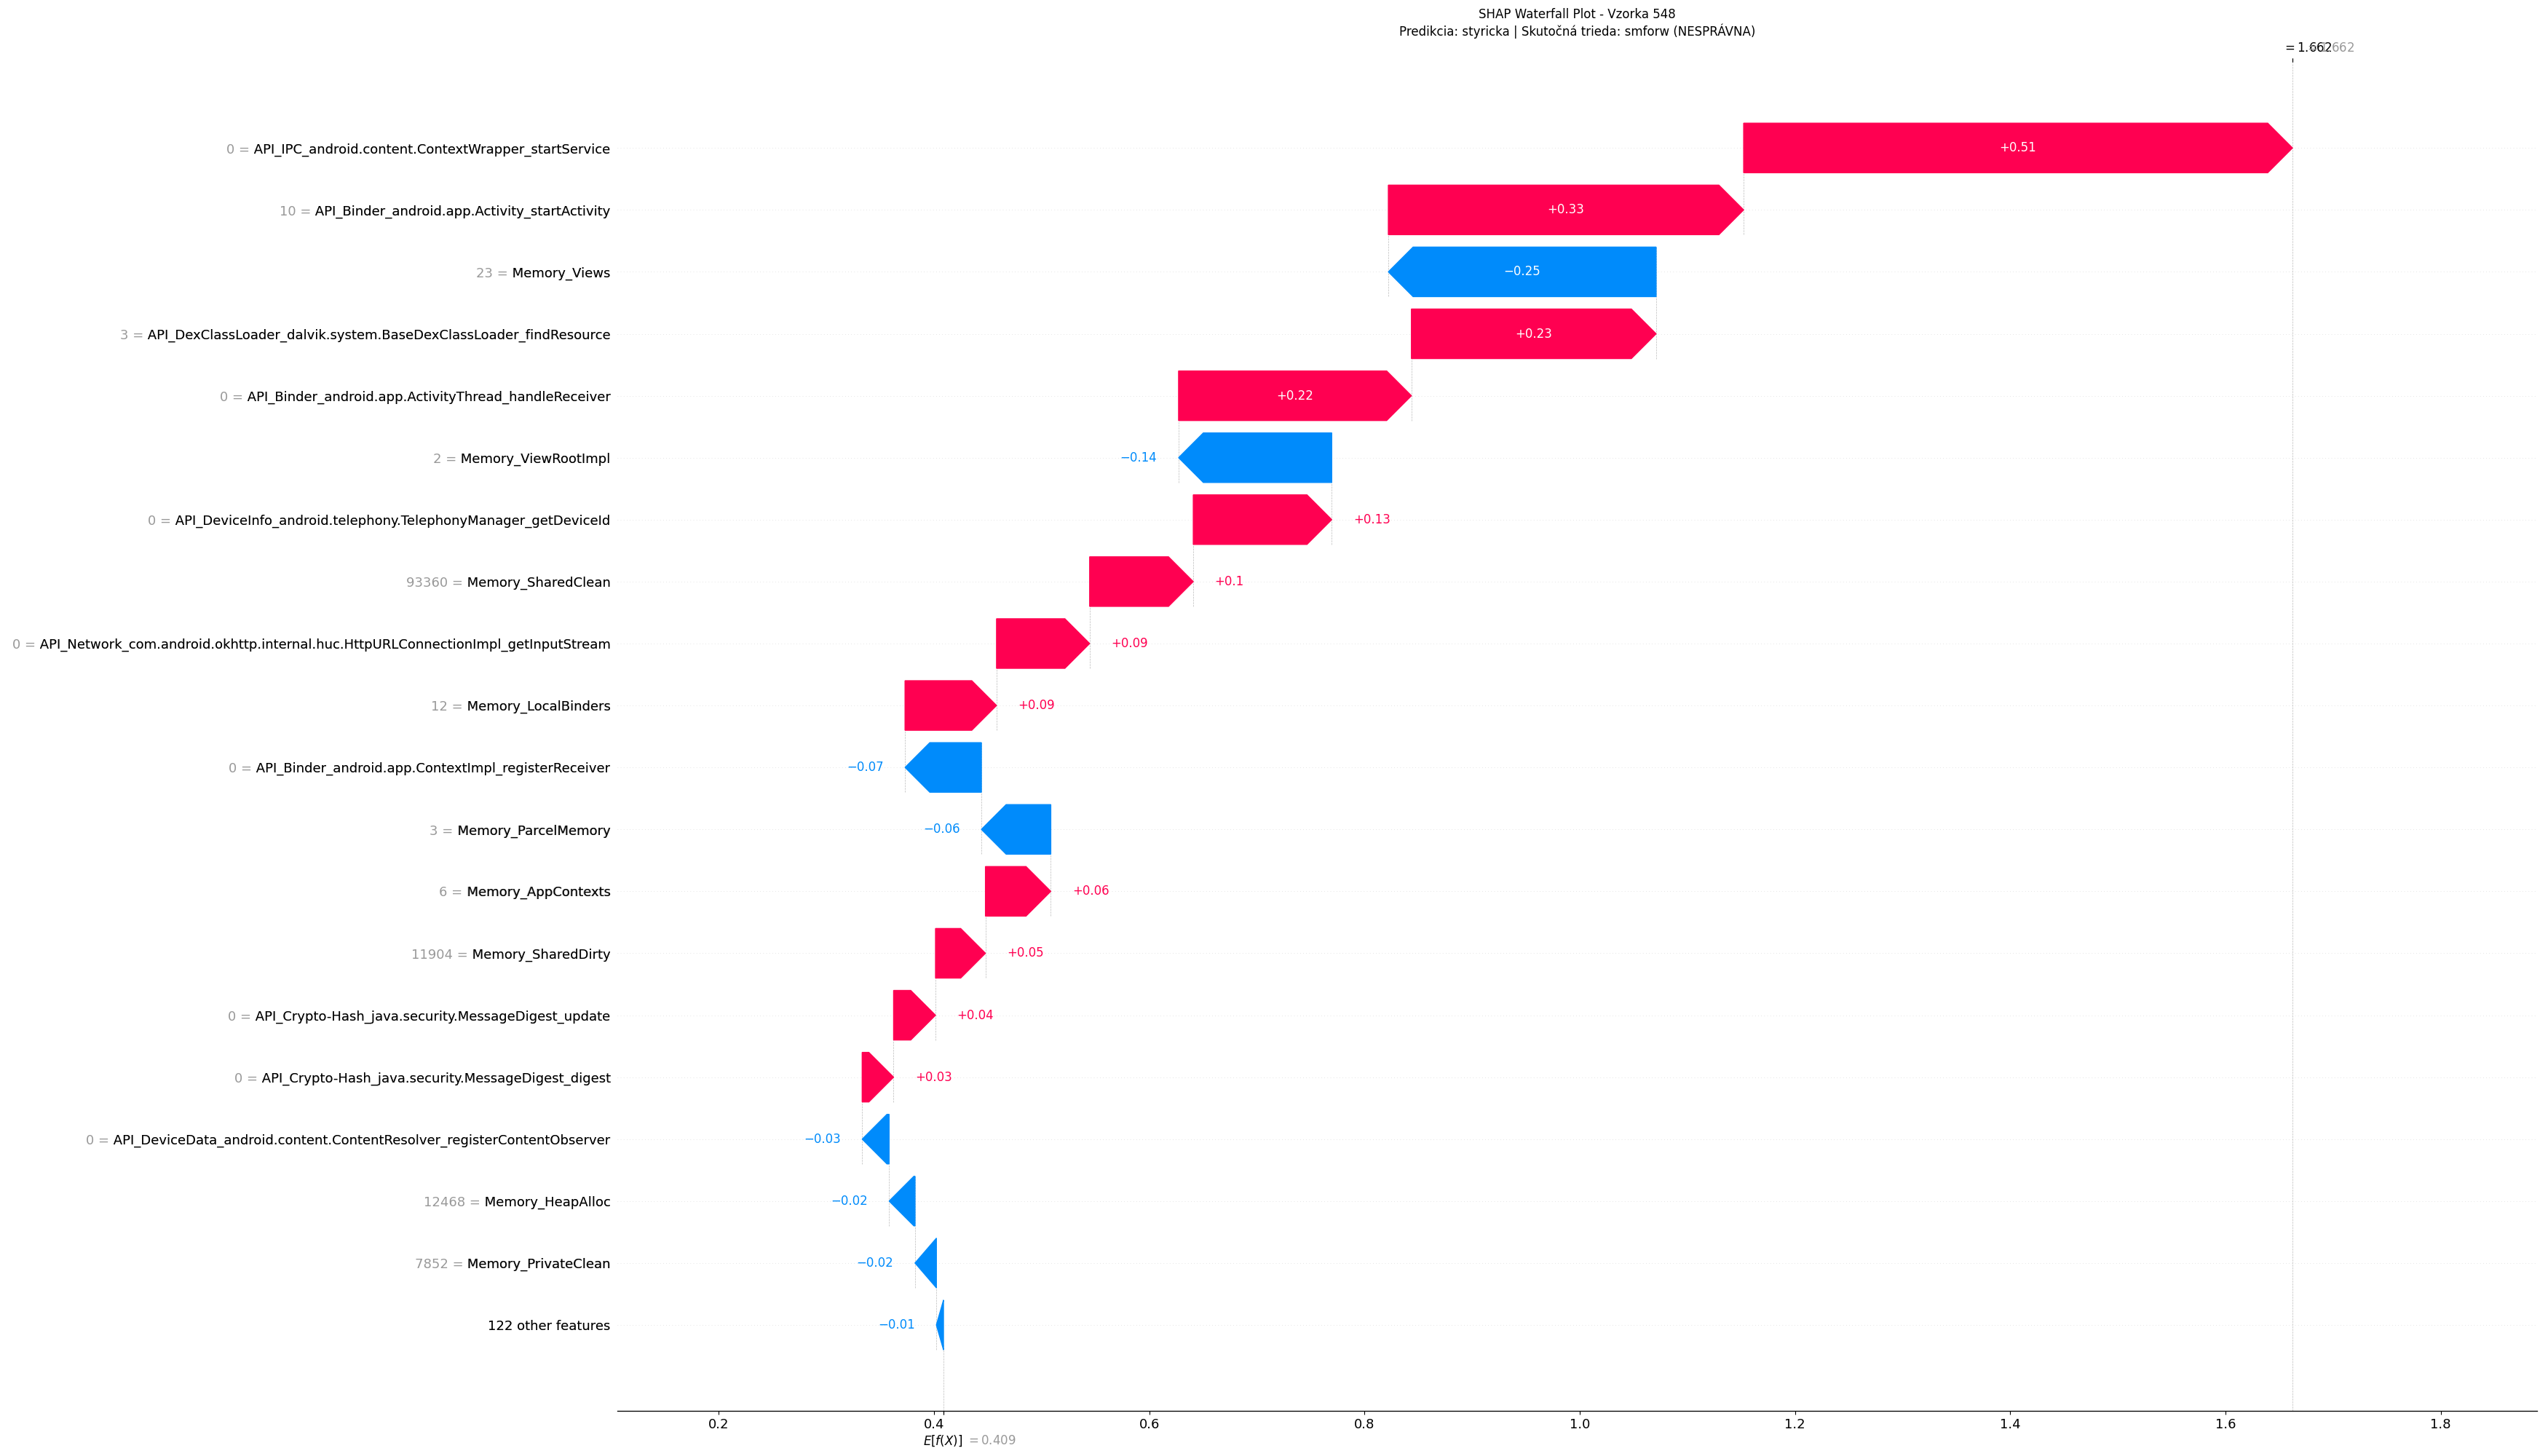 SHAP Waterfall Plot - Vzorka 548
Predikcia: styricka | Skutočná trieda: smforw (NESPRÁVNA)
= 1.662
0 = API_IPC_android.content.ContextWrapper_startService
+0.51
10 = API_Binder_android.app.Activity_startActivity
+0.33
23 = Memory_Views
−0.25
3 = API_DexClassLoader_dalvik.system.BaseDexClassLoader_findResource
+0.23
0 = API_Binder_android.app.ActivityThread_handleReceiver
+0.22
2 = Memory_ViewRootImpl
−0.14
0 = API_DeviceInfo_android.telephony.TelephonyManager_getDeviceId
+0.13
93360 = Memory_SharedClean
+0.1
0 = API_Network_com.android.okhttp.internal.huc.HttpURLConnectionImpl_getInputStream
+0.09
12 = Memory_LocalBinders
+0.09
0 = API_Binder_android.app.ContextImpl_registerReceiver
−0.07
3 = Memory_ParcelMemory
−0.06
6 = Memory_AppContexts
+0.06
11904 = Memory_SharedDirty
+0.05
0 = API_Crypto-Hash_java.security.MessageDigest_update
+0.04
0 = API_Crypto-Hash_java.security.MessageDigest_digest
+0.03
0 = API_DeviceData_android.content.ContentResolver_registerContentObserver
−0.03
12468 = Memory_HeapAlloc
−0.02
7852 = Memory_PrivateClean
−0.02
122 other features
−0.01
0.2 0.4 0.6 0.8 1.0 1.2 1.4 1.6 1.8
E[f(X)] = 0.409